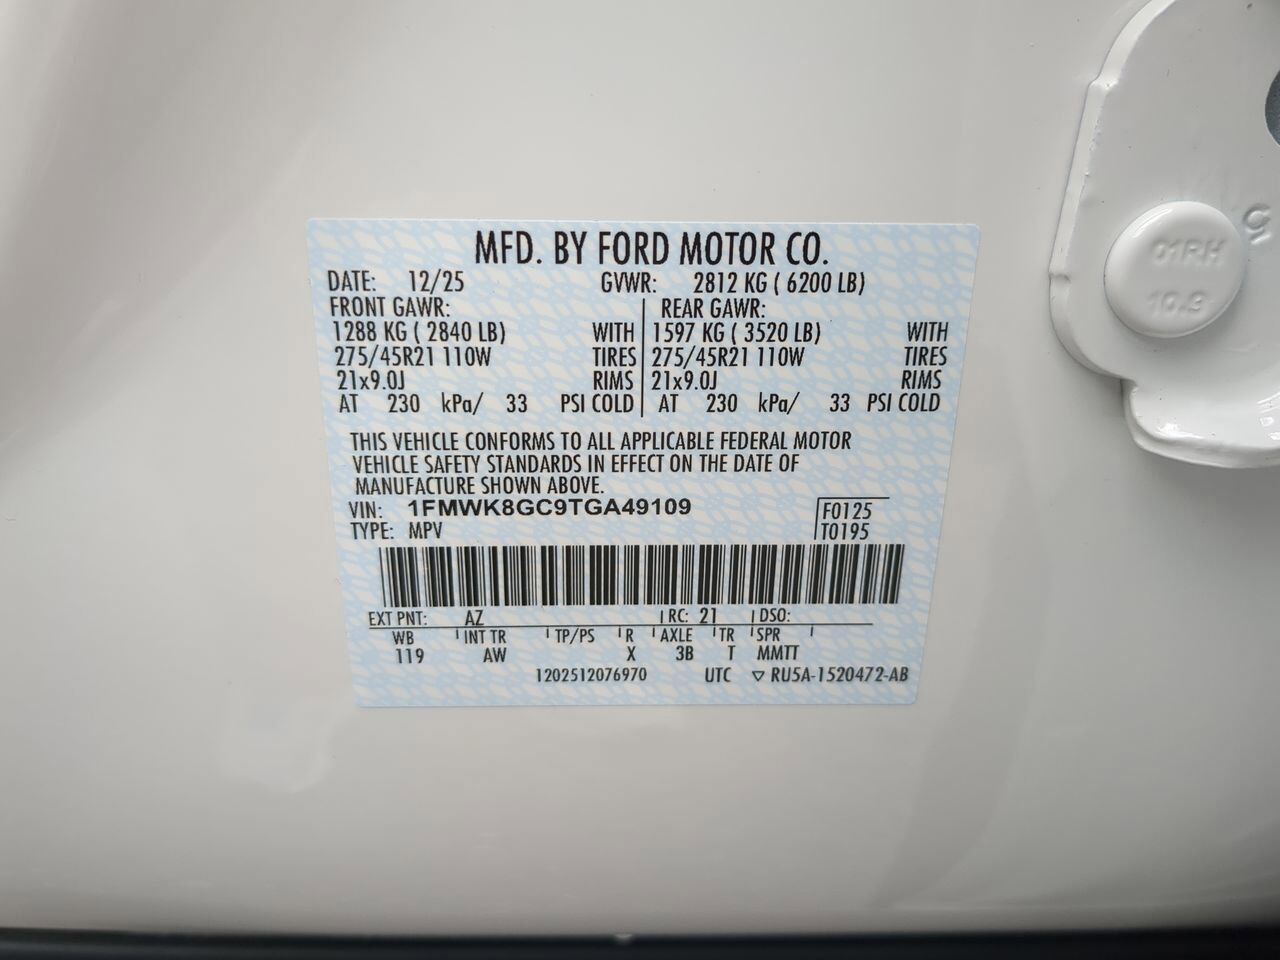 MFD. BY FORD MOTOR CO.
DATE: 12/25 GVWR: 2812 KG ( 6200 LB)
FRONT GAWR: REAR GAWR:
1288 KG ( 2840 LB) WITH 1597 KG ( 3520 LB) WITH
275/45R21 110W TIRES 275/45R21 110W TIRES
21x9.0J RIMS 21x9.0J RIMS
AT 230 kPa/ 33 PSI COLD AT 230 kPa/ 33 PSI COLD
THIS VEHICLE CONFORMS TO ALL APPLICABLE FEDERAL MOTOR
VEHICLE SAFETY STANDARDS IN EFFECT ON THE DATE OF
MANUFACTURE SHOWN ABOVE.
VIN: 1FMWK8GC9TGA49109 F0125
TYPE: MPV T0195
EXT PNT: AZ RC: 21 DSO:
WB INT TR TP/PS R AXLE TR SPR
119 AW X 3B T MMTT
1202512076970 UTC ▽ RU5A-1520472-AB
01RH
10.9